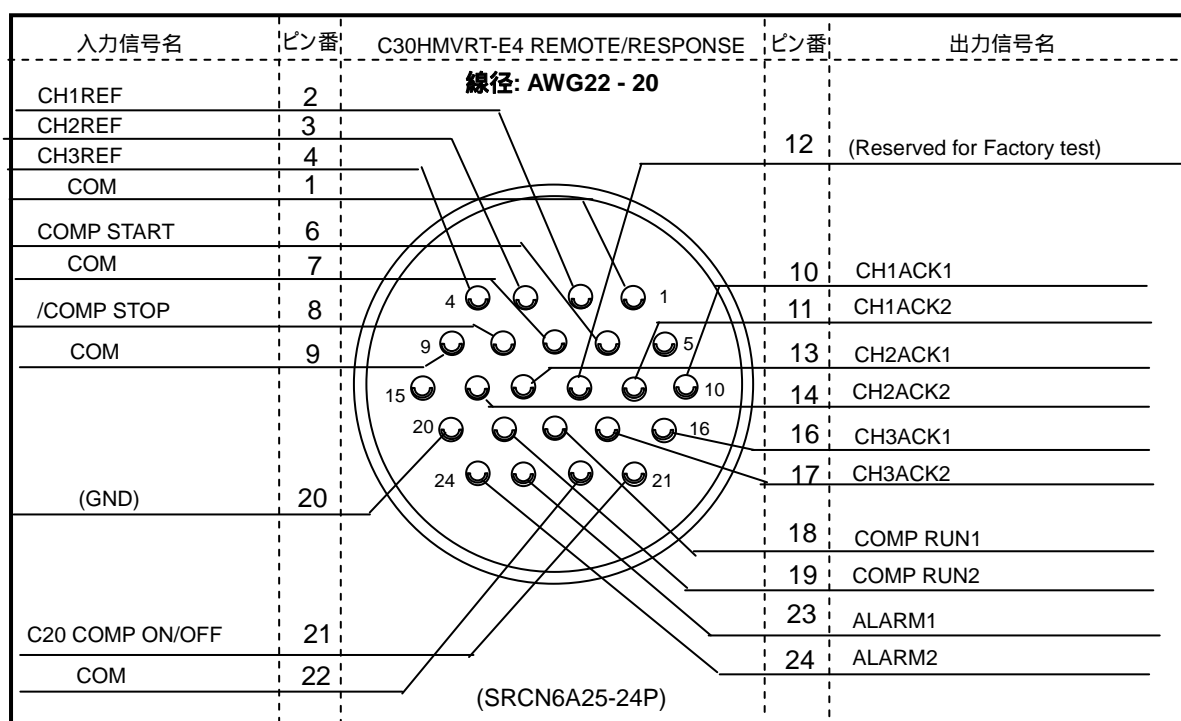 入力信号名 ピン番 C30HMVRT-E4 REMOTE/RESPONSE ピン番 出力信号名
線径: AWG22 - 20
CH1REF 2
CH2REF 3
CH3REF 4
COM 1
12 (Reserved for Factory test)
COMP START 6
COM 7
/COMP STOP 8
COM 9
10 CH1ACK1
11 CH1ACK2
13 CH2ACK1
14 CH2ACK2
16 CH3ACK1
17 CH3ACK2
4 1
9 5
15 10
20 16
24 21
(GND) 20
18 COMP RUN1
19 COMP RUN2
23 ALARM1
24 ALARM2
C20 COMP ON/OFF 21
COM 22
(SRCN6A25-24P)